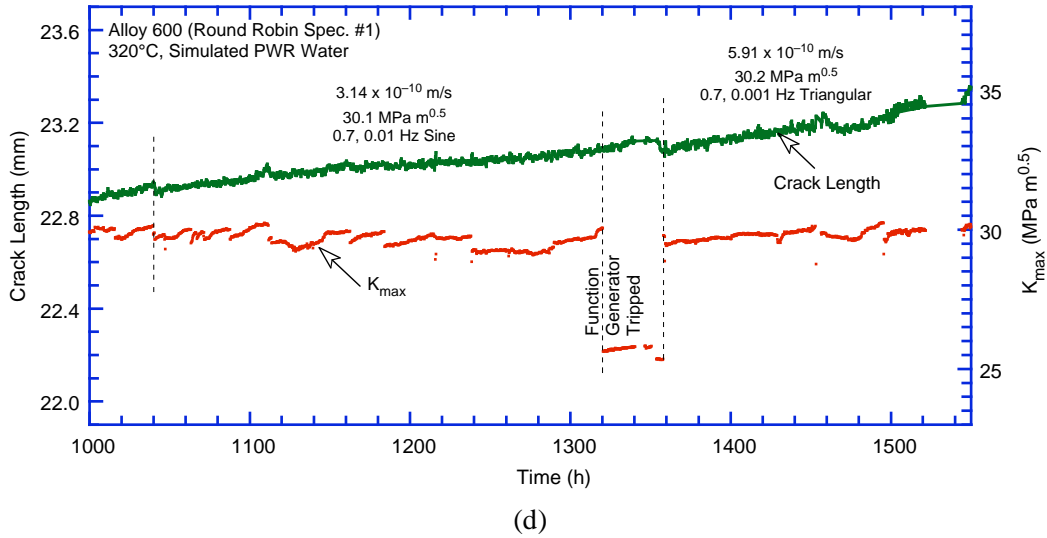 Alloy 600 (Round Robin Spec. #1)
320°C, Simulated PWR Water
3.14 x 10⁻¹⁰ m/s
30.1 MPa m⁰·⁵
0.7, 0.01 Hz Sine
5.91 x 10⁻¹⁰ m/s
30.2 MPa m⁰·⁵
0.7, 0.001 Hz Triangular
Crack Length
K_max
Function
Generator
Tripped
Crack Length (mm)
23.6
23.2
22.8
22.4
22.0
K_max (MPa m⁰·⁵)
35
30
25
1000
1100
1200
1300
1400
1500
Time (h)
(d)